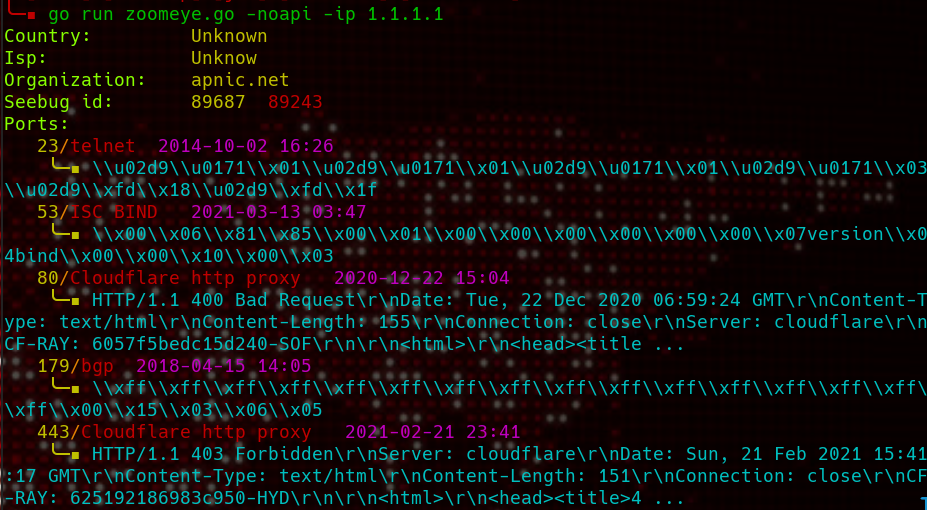 go run zoomeye.go -noapi -ip 1.1.1.1
Country: Unknown
Isp: Unknow
Organization: apnic.net
Seebug id: 89687 89243
Ports:
23/telnet 2014-10-02 16:26
\\u02d9\\u0171\\x01\\u02d9\\u0171\\x01\\u02d9\\u0171\\x01\\u02d9\\u0171\\x03
\\u02d9\\xfd\\x18\\u02d9\\xfd\\x1f
53/ISC BIND 2021-03-13 03:47
\\x00\\x06\\x81\\x85\\x00\\x01\\x00\\x00\\x00\\x00\\x00\\x00\\x07version\\x0
4bind\\x00\\x00\\x10\\x00\\x03
80/Cloudflare http proxy 2020-12-22 15:04
HTTP/1.1 400 Bad Request\r\nDate: Tue, 22 Dec 2020 06:59:24 GMT\r\nContent-T
ype: text/html\r\nContent-Length: 155\r\nConnection: close\r\nServer: cloudflare\r\n
CF-RAY: 6057f5bedc15d240-SOF\r\n\r\n<html>\r\n<head><title ...
179/bgp 2018-04-15 14:05
\\xff\\xff\\xff\\xff\\xff\\xff\\xff\\xff\\xff\\xff\\xff\\xff\\xff\\xff\\xff
\\xff\\x00\\x15\\x03\\x06\\x05
443/Cloudflare http proxy 2021-02-21 23:41
HTTP/1.1 403 Forbidden\r\nServer: cloudflare\r\nDate: Sun, 21 Feb 2021 15:41
:17 GMT\r\nContent-Type: text/html\r\nContent-Length: 151\r\nConnection: close\r\nCF
-RAY: 625192186983c950-HYD\r\n\r\n<html>\r\n<head><title>4 ...